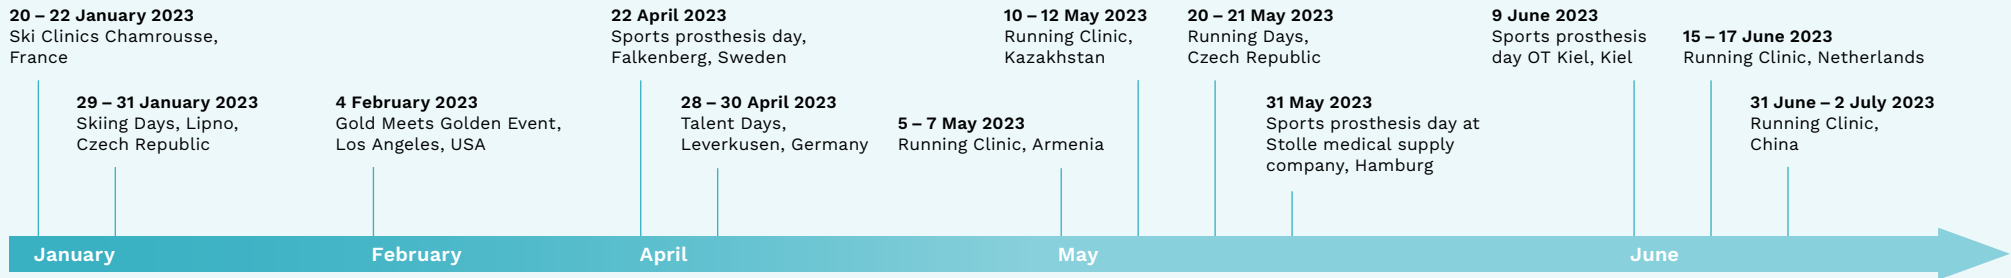 20 – 22 January 2023
Ski Clinics Chamrousse,
France
29 – 31 January 2023
Skiing Days, Lipno,
Czech Republic
4 February 2023
Gold Meets Golden Event,
Los Angeles, USA
22 April 2023
Sports prosthesis day,
Falkenberg, Sweden
28 – 30 April 2023
Talent Days,
Leverkusen, Germany
5 – 7 May 2023
Running Clinic, Armenia
10 – 12 May 2023
Running Clinic,
Kazakhstan
20 – 21 May 2023
Running Days,
Czech Republic
31 May 2023
Sports prosthesis day at
Stolle medical supply
company, Hamburg
9 June 2023
Sports prosthesis
day OT Kiel, Kiel
15 – 17 June 2023
Running Clinic, Netherlands
31 June – 2 July 2023
Running Clinic,
China
January
February
April
May
June